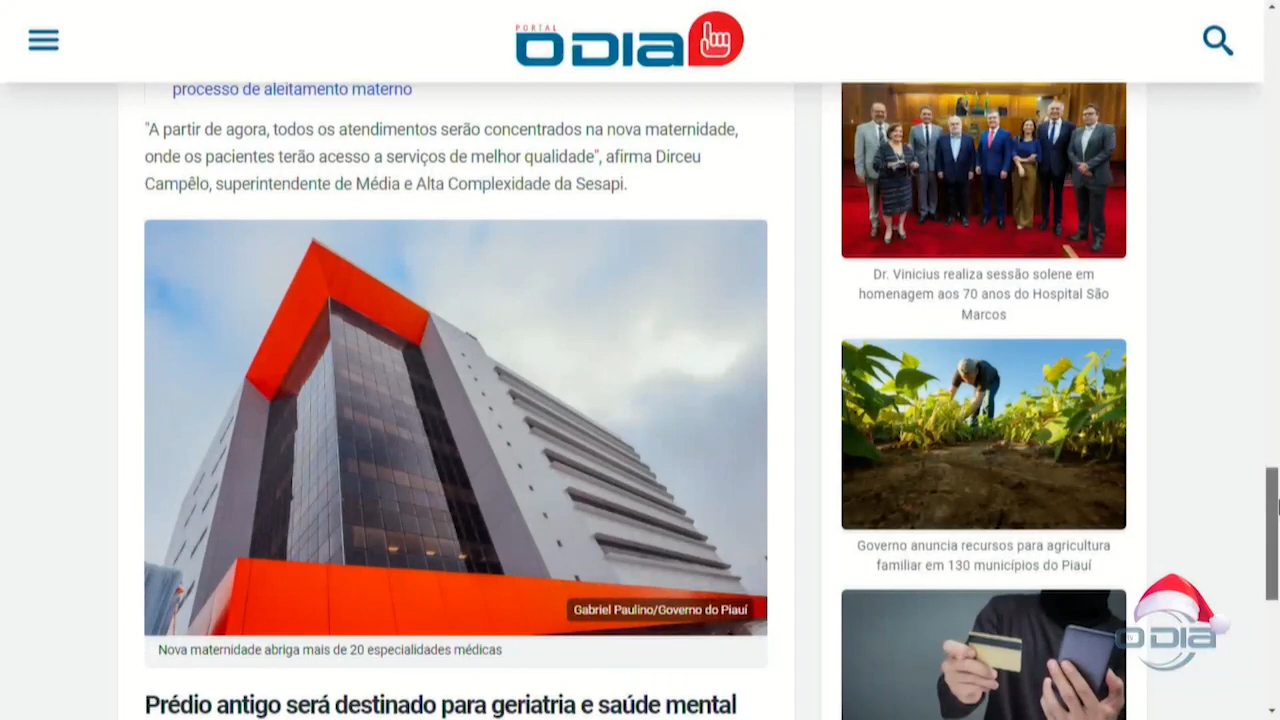 PORTAL
O DIA
processo de aleitamento materno
"A partir de agora, todos os atendimentos serão concentrados na nova maternidade,
onde os pacientes terão acesso a serviços de melhor qualidade", afirma Dirceu
Campêlo, superintendente de Média e Alta Complexidade da Sesapi.
Gabriel Paulino/Governo do Piauí
Nova maternidade abriga mais de 20 especialidades médicas
Prédio antigo será destinado para geriatria e saúde mental
Dr. Vinicius realiza sessão solene em
homenagem aos 70 anos do Hospital São
Marcos
Governo anuncia recursos para agricultura
familiar em 130 municípios do Piauí
TV
O DIA